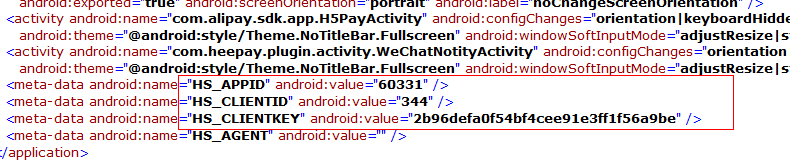 android:exported="true" android:screenOrientation="portrait" android:label="noChangeScreenOrientation" />
<activity android:name="com.alipay.sdk.app.H5PayActivity" android:configChanges="orientation|keyboardHidde
android:theme="@android:style/Theme.NoTitleBar.Fullscreen" android:windowSoftInputMode="adjustResize|s
<activity android:name="com.heepay.plugin.activity.WeChatNotityActivity" android:configChanges="orientation
android:theme="@android:style/Theme.NoTitleBar.Fullscreen" android:windowSoftInputMode="adjustResize|s
<meta-data android:name="HS_APPID" android:value="60331" />
<meta-data android:name="HS_CLIENTID" android:value="344" />
<meta-data android:name="HS_CLIENTKEY" android:value="2b96defa0f54bf4cee91e3ff1f56a9be" />
<meta-data android:name="HS_AGENT" android:value="" />
</application>